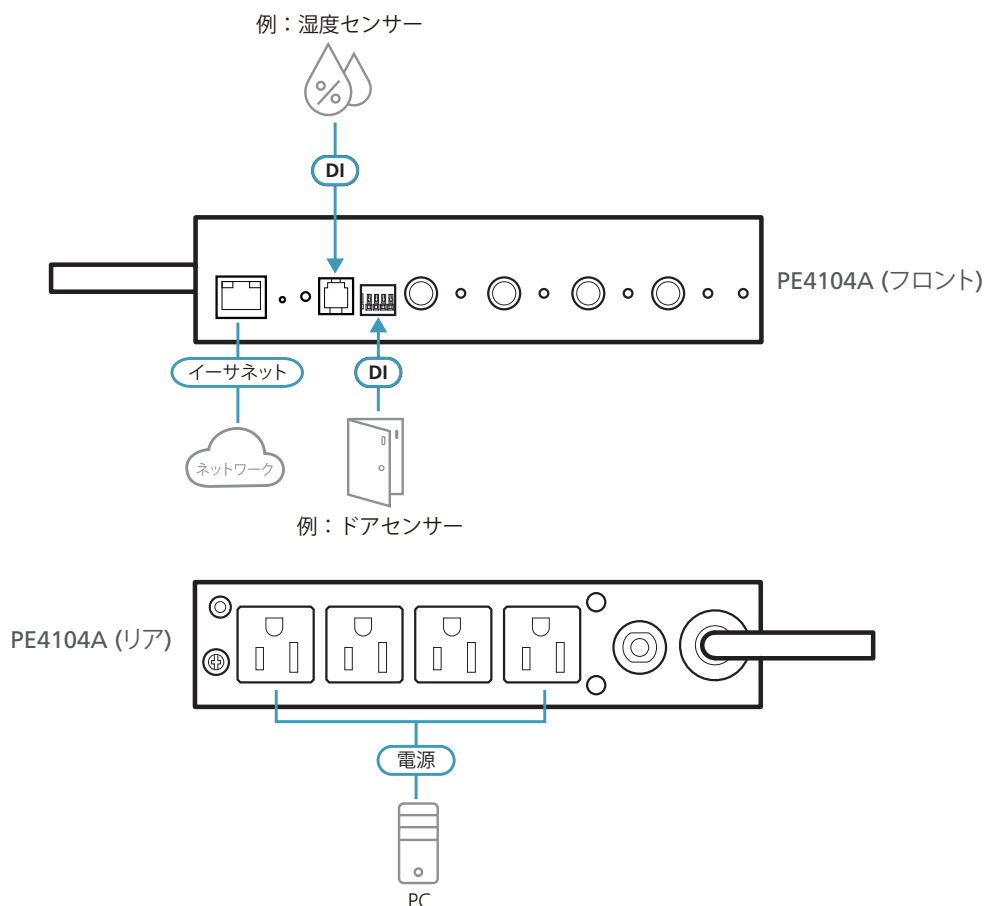 例：湿度センサー
DI
PE4104A (フロント)
イーサネット
DI
ネットワーク
例：ドアセンサー
PE4104A (リア)
電源
PC